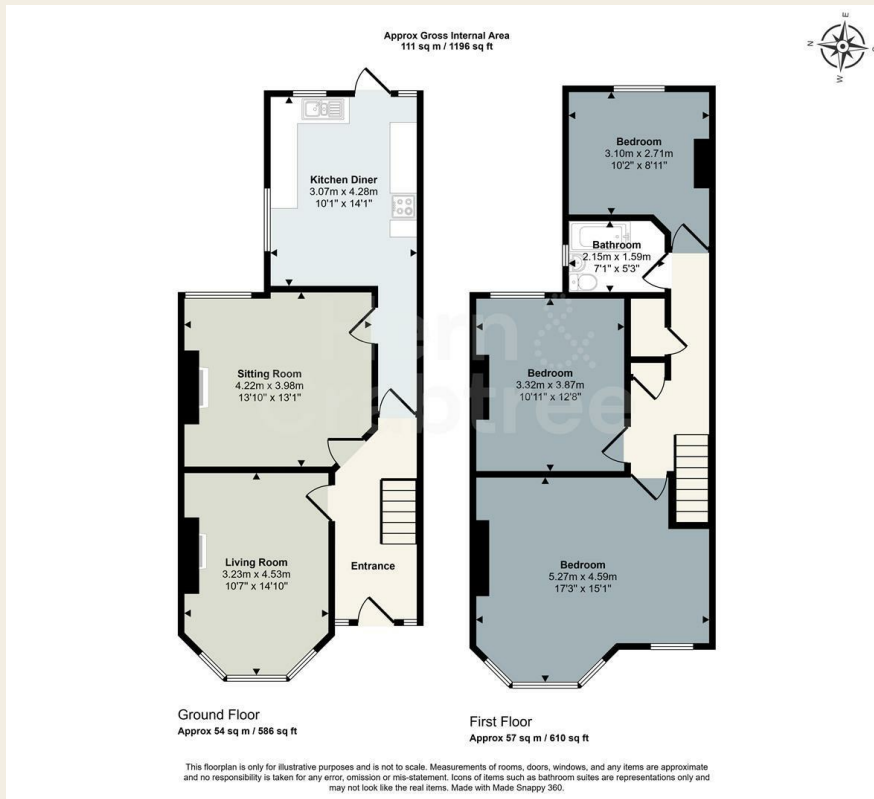 Approx Gross Internal Area
111 sq m / 1196 sq ft
E
N
W
Kitchen Diner
3.07m x 4.28m
10'1" x 14'1"
Bedroom
3.10m x 2.71m
10'2" x 8'11"
Bathroom
2.15m x 1.59m
7'1" x 5'3"
Hern &
Crabtree
Sitting Room
4.22m x 3.98m
13'10" x 13'1"
Bedroom
3.32m x 3.87m
10'11" x 12'8"
Living Room
3.23m x 4.53m
10'7" x 14'10"
Entrance
Bedroom
5.27m x 4.59m
17'3" x 15'1"
Ground Floor
Approx 54 sq m / 586 sq ft
First Floor
Approx 57 sq m / 610 sq ft
This floorplan is only for illustrative purposes and is not to scale. Measurements of rooms, doors, windows, and any items are approximate
and no responsibility is taken for any error, omission or mis-statement. Icons of items such as bathroom suites are representations only and
may not look like the real items. Made with Made Snappy 360.